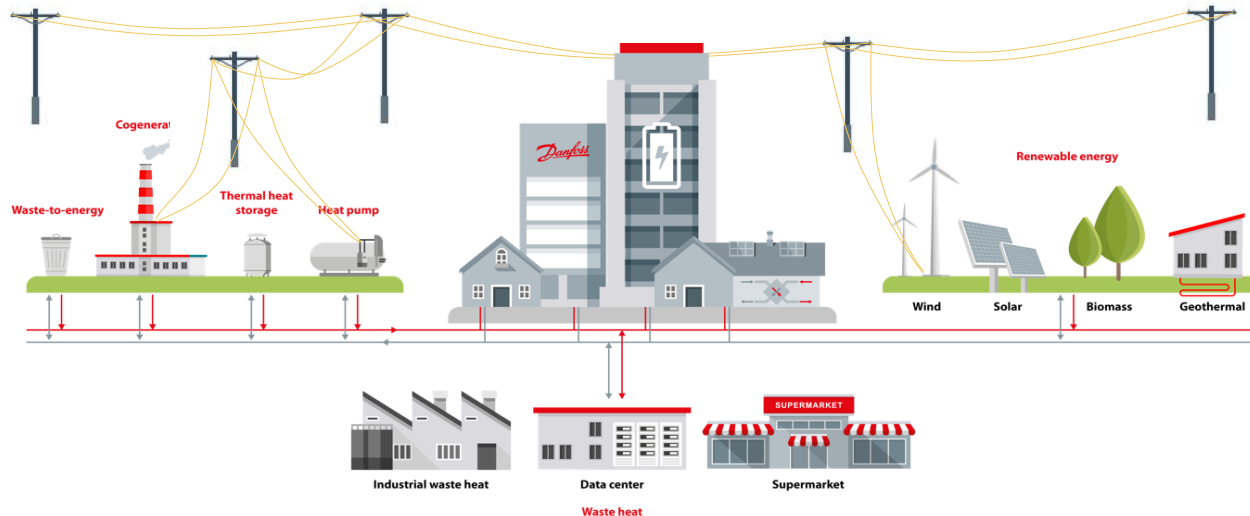 Cogenerat
Renewable energy
Thermal heat
storage
Waste-to-energy
Heat pump
Danfoss
Wind
Solar
Biomass
Geothermal
SUPERMARKET
Industrial waste heat
Data center
Supermarket
Waste heat